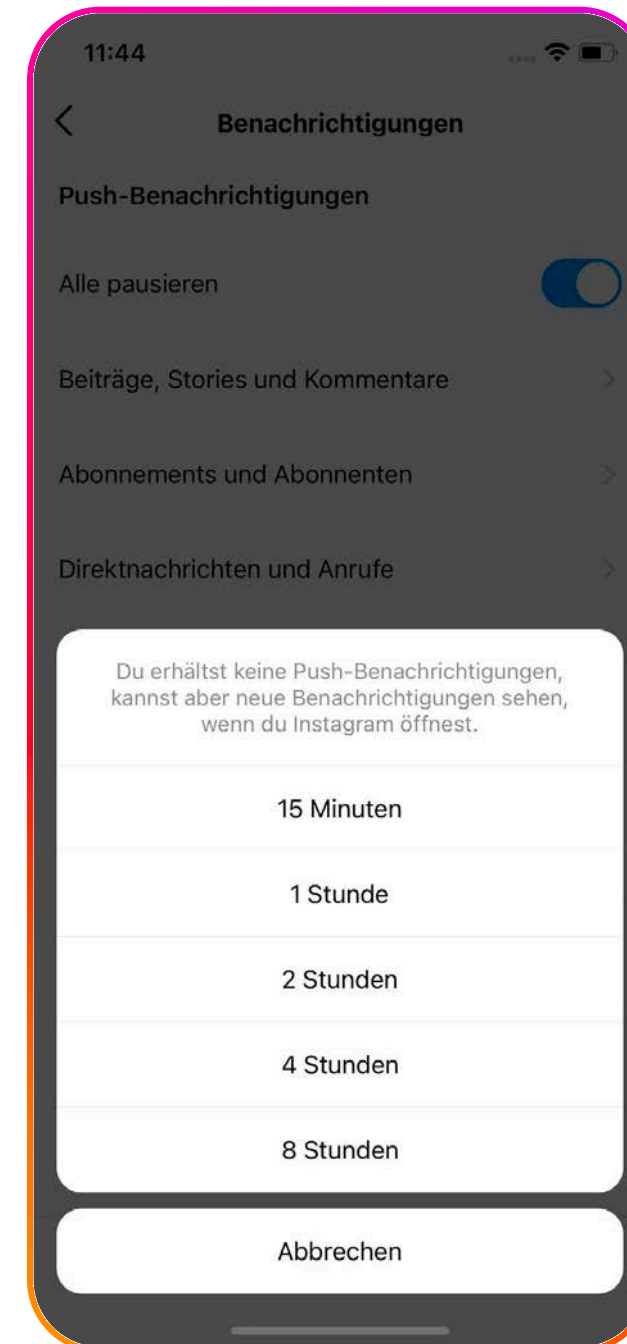 11:44
Benachrichtigungen
Push-Benachrichtigungen
Alle pausieren
Beiträge, Stories und Kommentare
Abonnements und Abonnenten
Direktnachrichten und Anrufe
Du erhältst keine Push-Benachrichtigungen,
kannst aber neue Benachrichtigungen sehen,
wenn du Instagram öffnest.
15 Minuten
1 Stunde
2 Stunden
4 Stunden
8 Stunden
Abbrechen